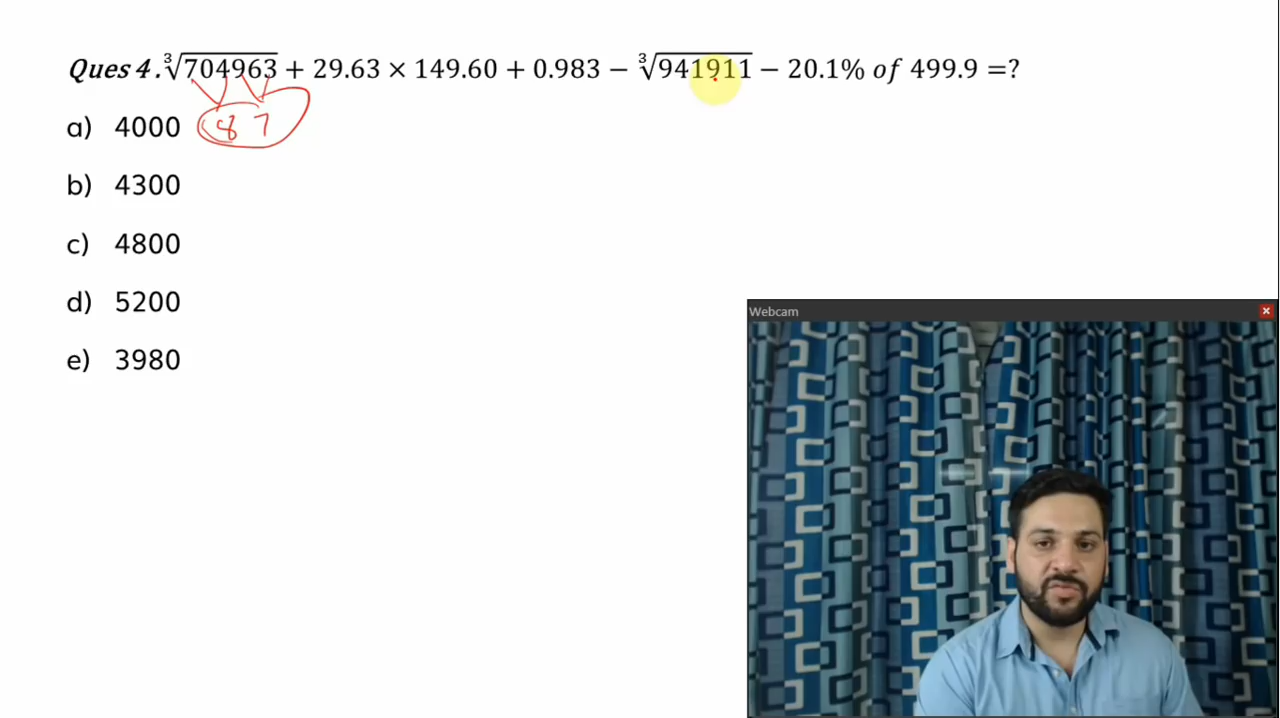 Ques 4. ∛704963 + 29.63 × 149.60 + 0.983 − ∛941911 − 20.1% of 499.9 =?
a) 4000
87
b) 4300
c) 4800
d) 5200
e) 3980
Webcam